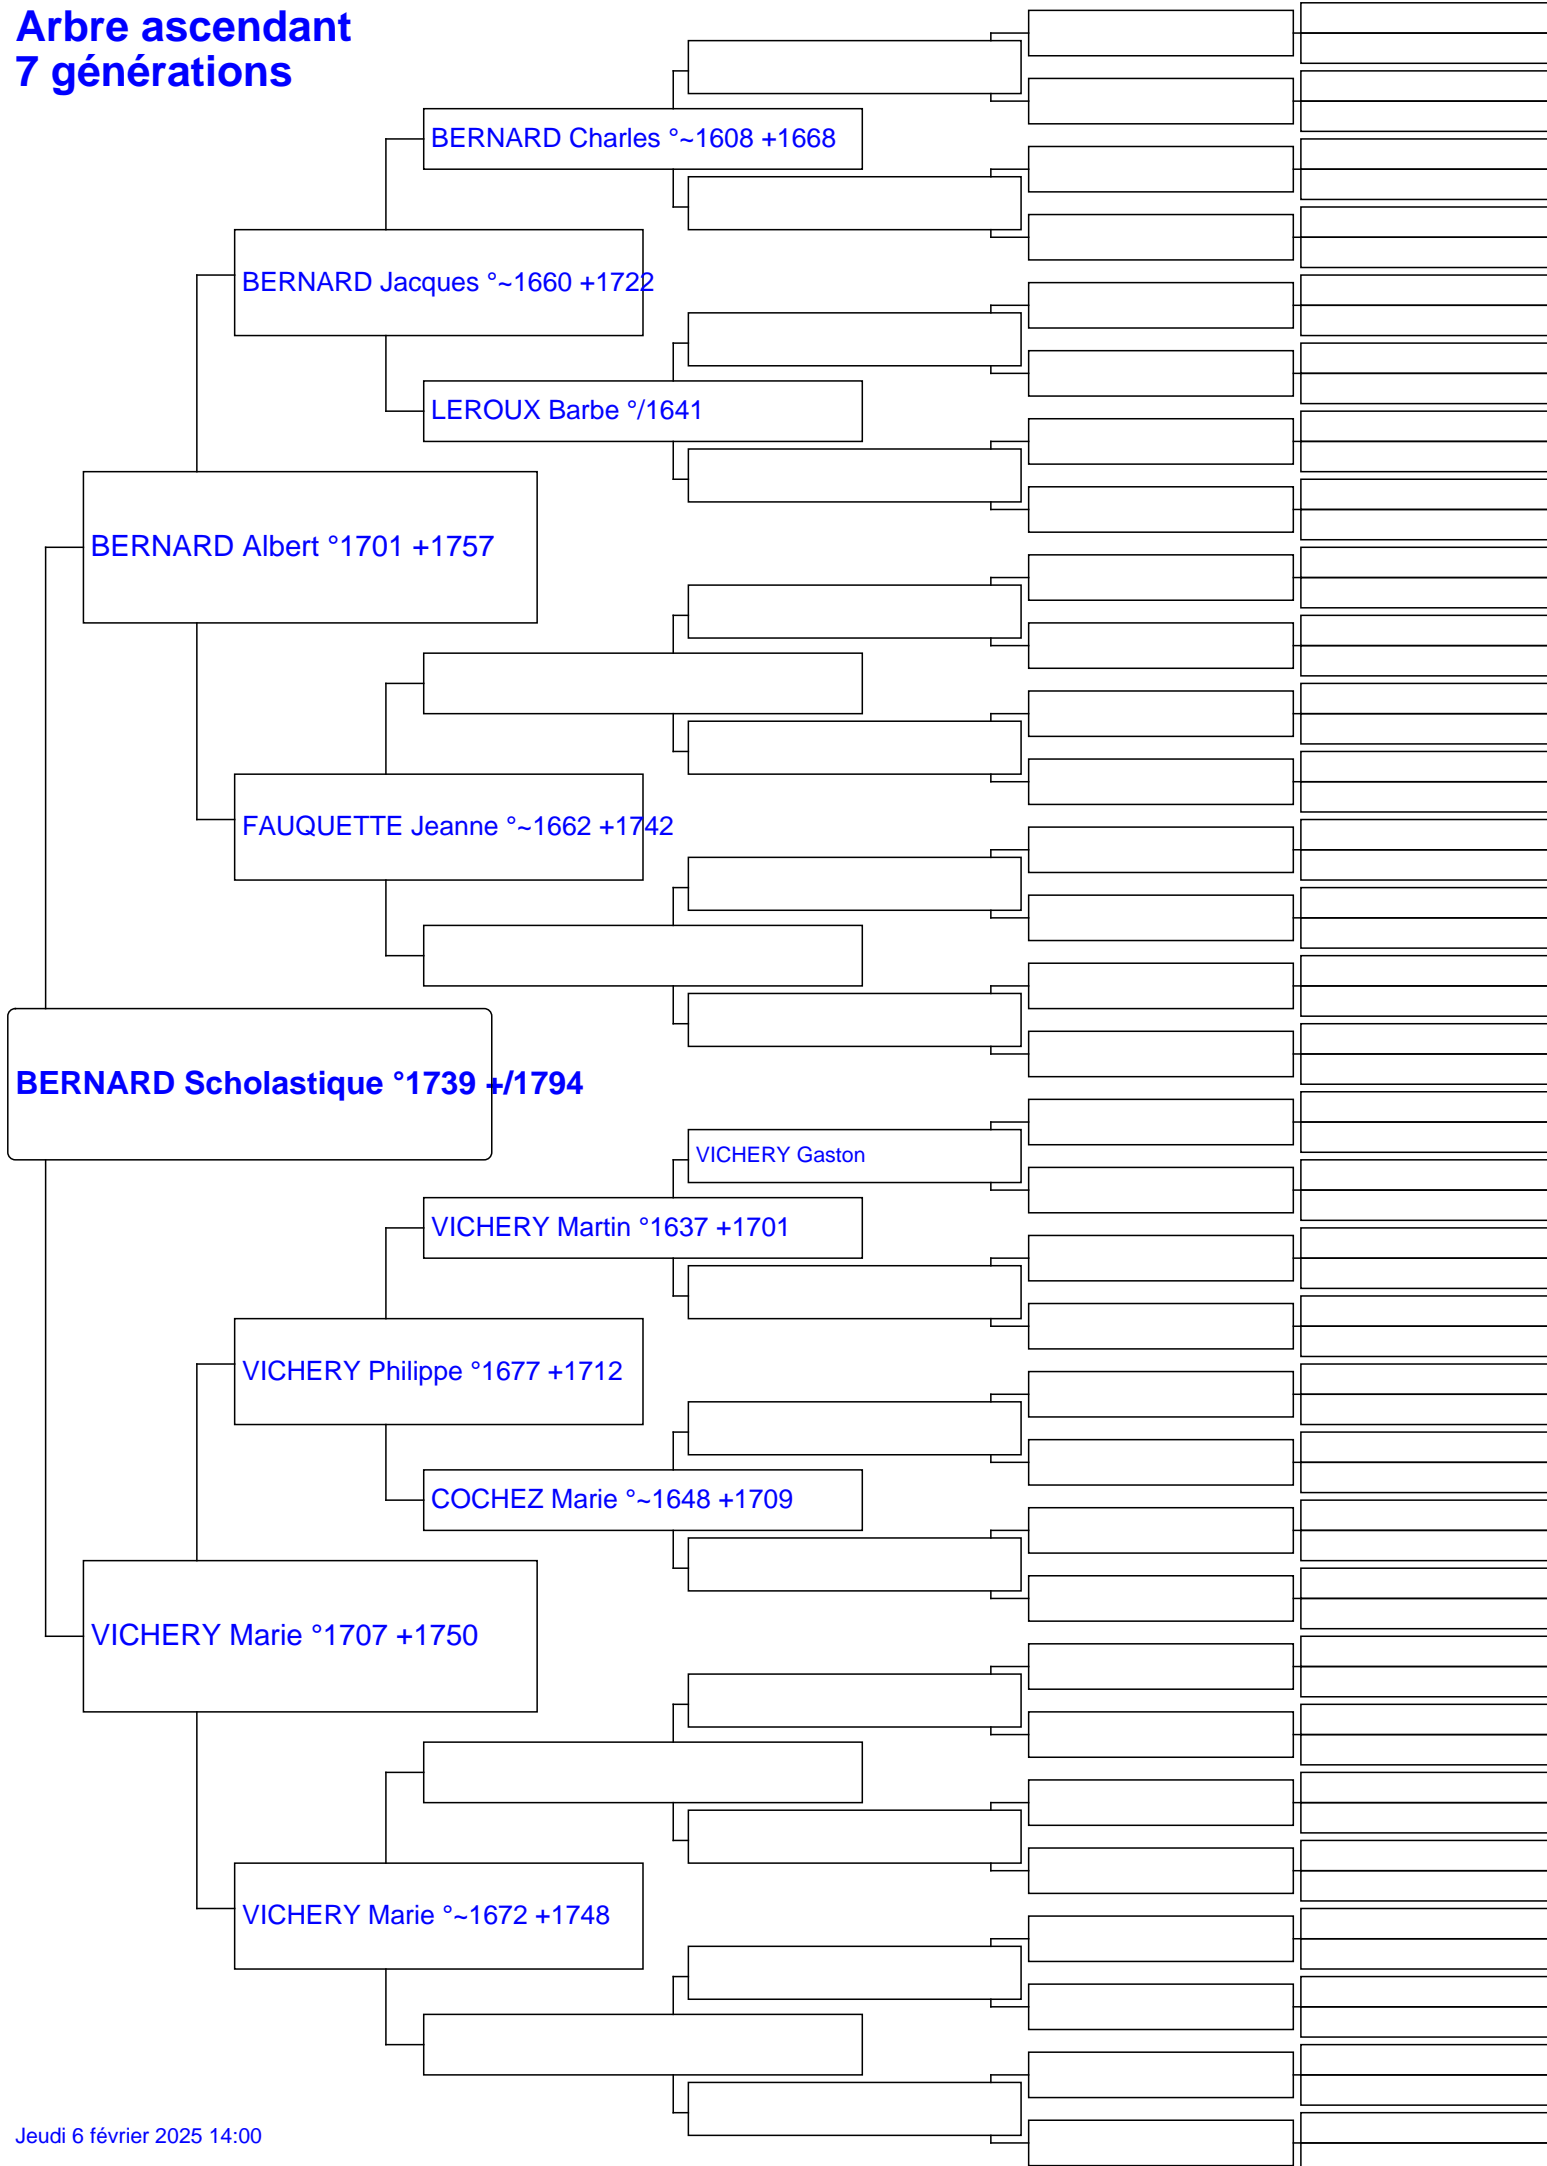 Arbre ascendant
7 générations
BERNARD Charles °~1608 +1668
BERNARD Jacques °~1660 +1722
LEROUX Barbe °/1641
BERNARD Albert °1701 +1757
FAUQUETTE Jeanne °~1662 +1742
BERNARD Scholastique °1739 +/1794
VICHERY Gaston
VICHERY Martin °1637 +1701
VICHERY Philippe °1677 +1712
COCHEZ Marie °~1648 +1709
VICHERY Marie °1707 +1750
VICHERY Marie °~1672 +1748
Jeudi 6 février 2025 14:00